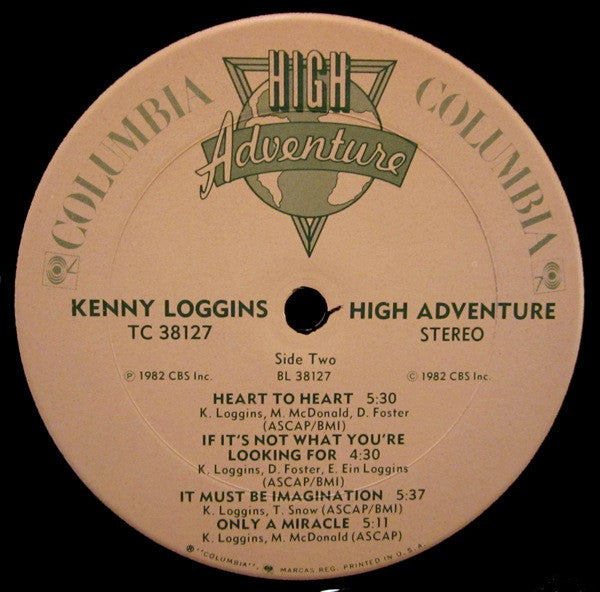 COLUMBIA
HIGH
Adventure
COLUMBIA
KENNY LOGGINS
TC 38127
HIGH ADVENTURE
STEREO
Side Two
Ⓟ 1982 CBS Inc.
BL 38127
© 1982 CBS Inc.
HEART TO HEART 5:30
K. Loggins, M. McDonald, D. Foster
(ASCAP/BMI)
IF IT'S NOT WHAT YOU'RE
LOOKING FOR 4:30
K. Loggins, D. Foster, E. Ein Loggins
(ASCAP/BMI)
IT MUST BE IMAGINATION 5:37
K. Loggins, T. Snow (ASCAP/BMI)
ONLY A MIRACLE 5:11
K. Loggins, M. McDonald (ASCAP)
® "COLUMBIA", MARCAS REG. PRINTED IN U.S.A.